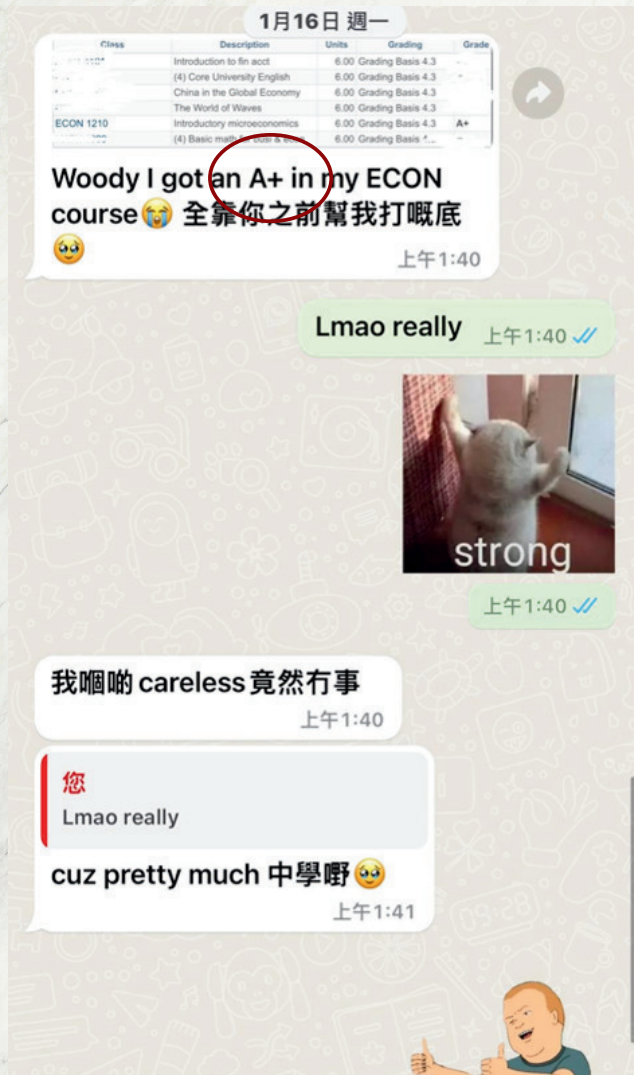 1月16日 週一
Class Description Units Grading Grade
Introduction to fin acct 6.00 Grading Basis 4.3
(4) Core University English 6.00 Grading Basis 4.3
China in the Global Economy 6.00 Grading Basis 4.3
The World of Waves 6.00 Grading Basis 4.3
ECON 1210 Introductory microeconomics 6.00 Grading Basis 4.3 A+
(4) Basic math 6.00 Grading Basis
Woody I got an A+ in my ECON
course😭 全靠你之前幫我打嘅底
🥹
上午1:40
Lmao really 上午1:40
strong
上午1:40
我嗰啲 careless 竟然冇事
上午1:40
您
Lmao really
cuz pretty much 中學嘢🥹
上午1:41